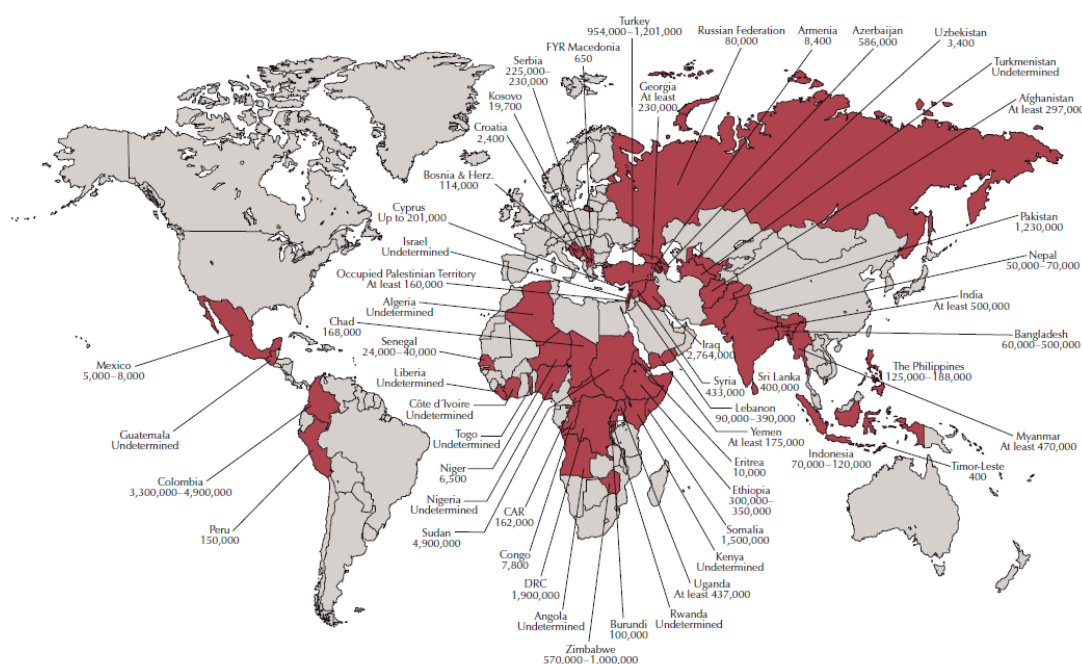 Turkey
954,000–1,201,000
Russian Federation
80,000
Armenia
8,400
Azerbaijan
586,000
Uzbekistan
3,400
FYR Macedonia
650
Serbia
225,000–
230,000
Kosovo
19,700
Croatia
2,400
Bosnia & Herz.
114,000
Georgia
At least
230,000
Turkmenistan
Undetermined
Afghanistan
At least 297,000
Cyprus
Up to 201,000
Israel
Undetermined
Occupied Palestinian Territory
At least 160,000
Algeria
Undetermined
Chad
168,000
Senegal
24,000–40,000
Liberia
Undetermined
Côte d'Ivoire
Undetermined
Togo
Undetermined
Niger
6,500
Nigeria
Undetermined
Sudan
4,900,000
CAR
162,000
Congo
7,800
DRC
1,900,000
Angola
Undetermined
Zimbabwe
570,000–1,000,000
Burundi
100,000
Rwanda
Undetermined
Uganda
At least 437,000
Kenya
Undetermined
Somalia
1,500,000
Ethiopia
300,000–
350,000
Eritrea
10,000
Yemen
At least 175,000
Lebanon
90,000–390,000
Syria
433,000
Iraq
2,764,000
Pakistan
1,230,000
Nepal
50,000–70,000
India
At least 500,000
Bangladesh
60,000–500,000
Sri Lanka
400,000
The Philippines
125,000–188,000
Myanmar
At least 470,000
Indonesia
70,000–120,000
Timor-Leste
400
Mexico
5,000–8,000
Guatemala
Undetermined
Colombia
3,300,000–4,900,000
Peru
150,000